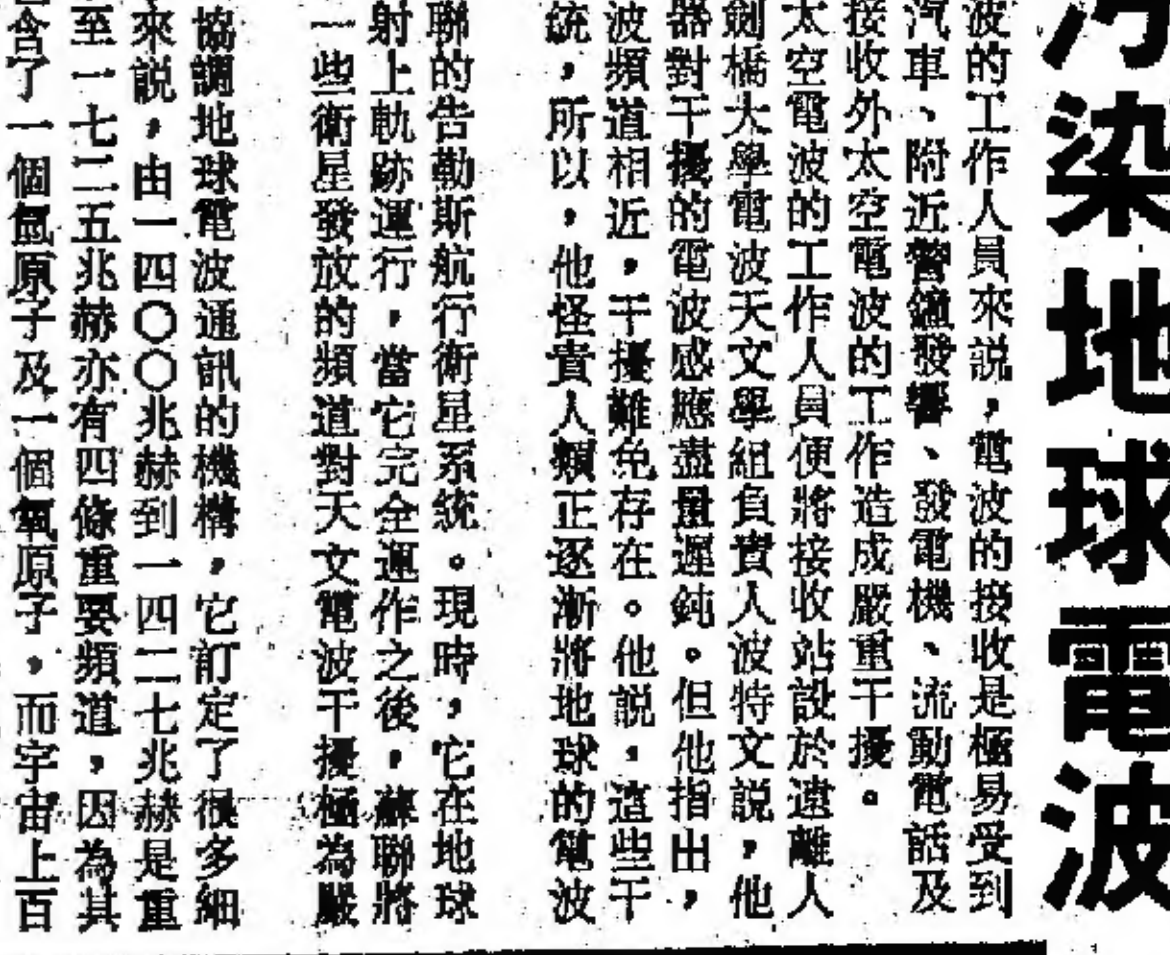 污染地球電波
波的工作人員來說，電波的接收是極易受到
汽車、附近警鐘發響、發電機、流動電話及
接收外太空電波的工作造成嚴重干擾。
太空電波的工作人員便將接收站設於遠離人
劍橋大學電波天文學組負責人波特文說，他
器對干擾的電波感應盡量遲鈍。但他指出，
波頻道相近，干擾難免存在。他說，這些干
統，所以，他怪責人類正逐漸將地球的電波
聯的告勒斯航行衛星系統。現時，它在地球
射上軌跡運行，當它完全運作之後，蘇聯將
一些衛星發放的頻道對天文電波干擾極為嚴
協調地球電波通訊的機構，它訂定了很多細
來說，由一四〇〇兆赫到一四二七兆赫是重
至一七二五兆赫亦有四條重要頻道，因為其
含了一個氫原子及一個氧原子，而宇宙上百